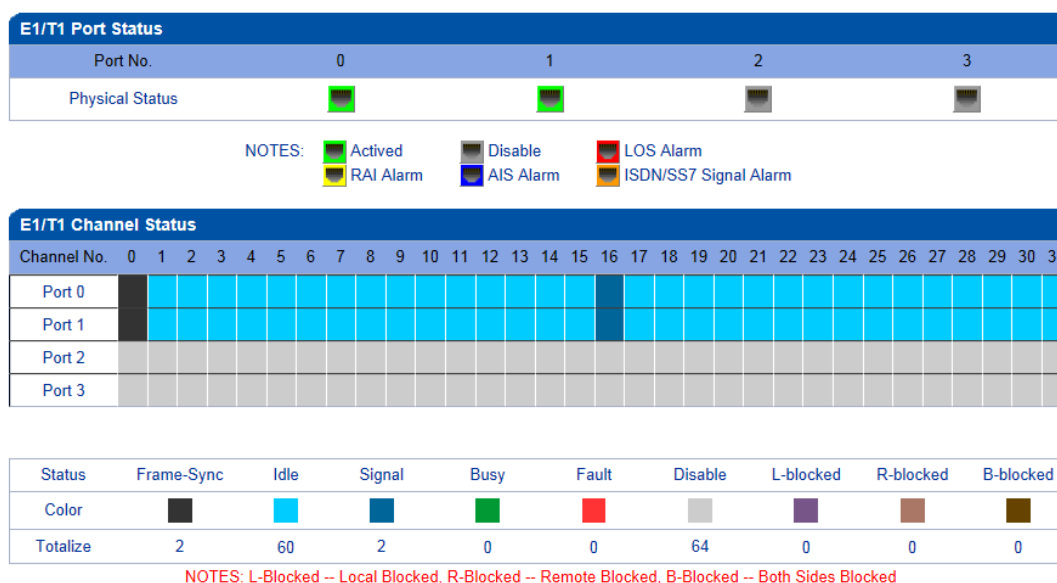 E1/T1 Port Status
Port No. 0 1 2 3
Physical Status
NOTES: Actived Disable LOS Alarm
RAI Alarm AIS Alarm ISDN/SS7 Signal Alarm
E1/T1 Channel Status
Channel No. 0 1 2 3 4 5 6 7 8 9 10 11 12 13 14 15 16 17 18 19 20 21 22 23 24 25 26 27 28 29 30 3
Port 0
Port 1
Port 2
Port 3
Status Frame-Sync Idle Signal Busy Fault Disable L-blocked R-blocked B-blocked
Color
Totalize 2 60 2 0 0 64 0 0 0
NOTES: L-Blocked -- Local Blocked. R-Blocked -- Remote Blocked. B-Blocked -- Both Sides Blocked